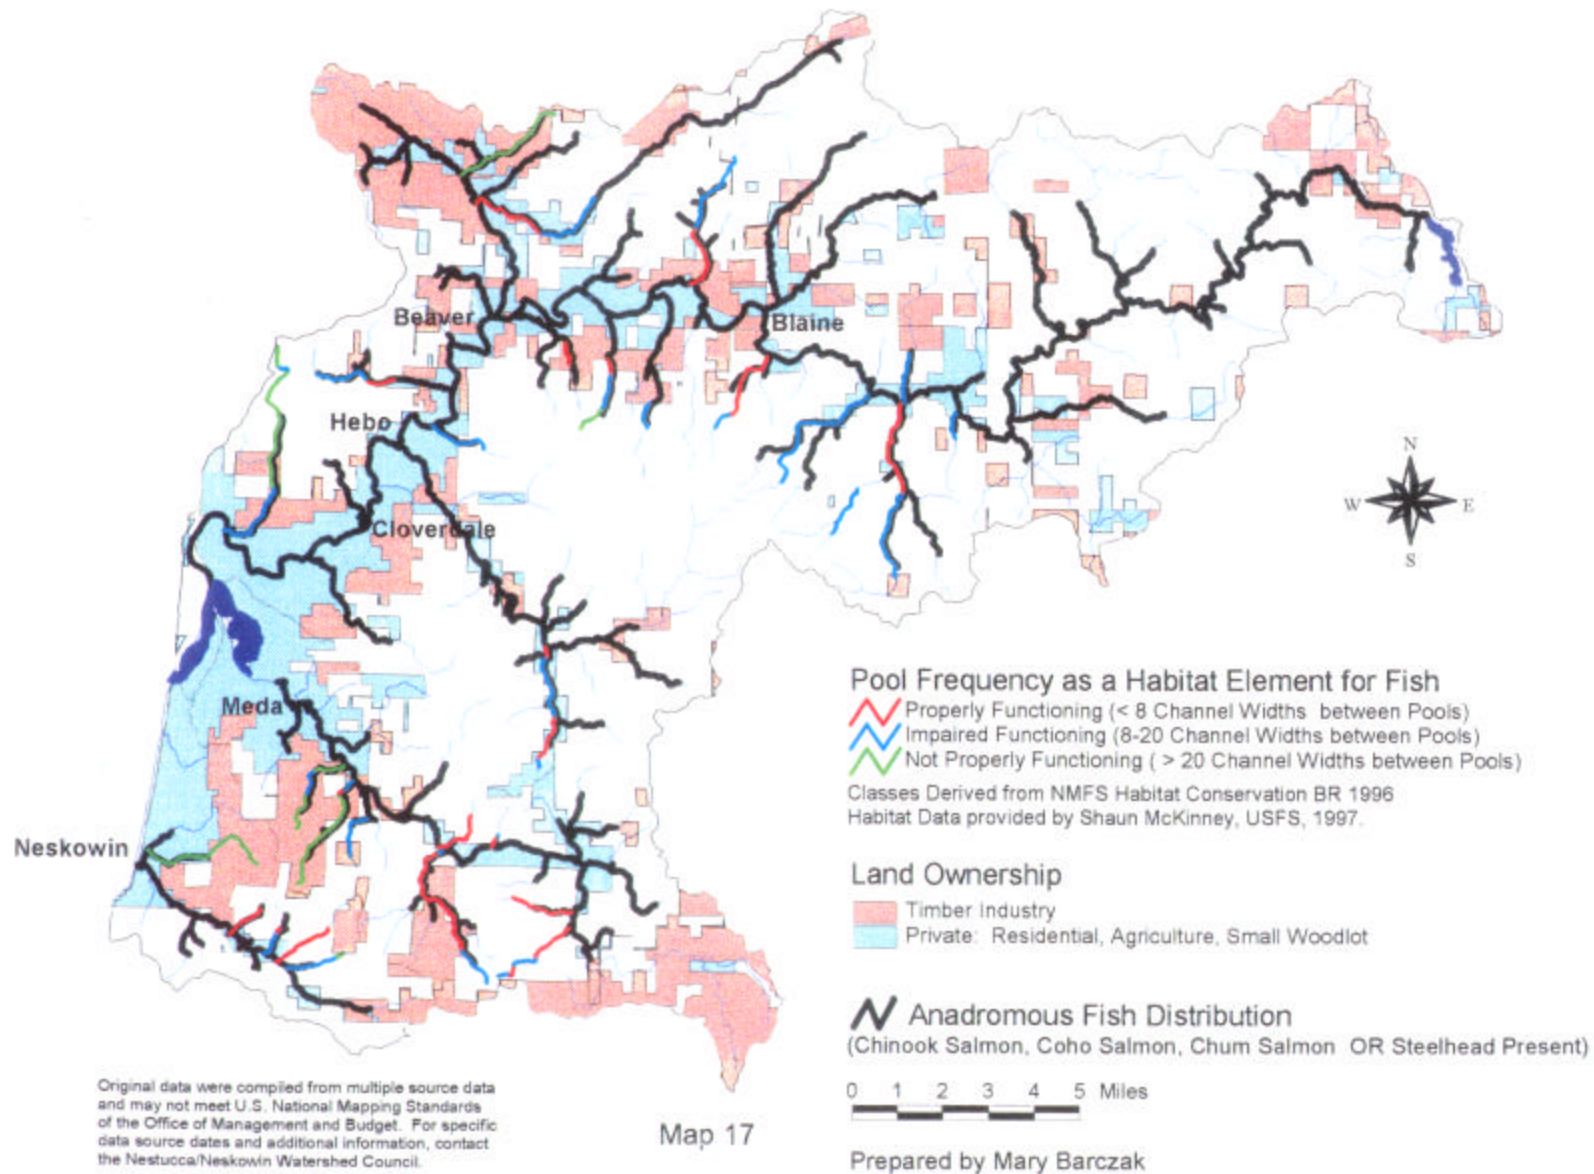 Beaver
Blaine
Hebo
Cloverdale
Meda
Neskowin
N
W
E
S
Pool Frequency as a Habitat Element for Fish
Properly Functioning (< 8 Channel Widths between Pools)
Impaired Functioning (8-20 Channel Widths between Pools)
Not Properly Functioning ( > 20 Channel Widths between Pools)
Classes Derived from NMFS Habitat Conservation BR 1996
Habitat Data provided by Shaun McKinney, USFS, 1997.
Land Ownership
Timber Industry
Private: Residential, Agriculture, Small Woodlot
Anadromous Fish Distribution
(Chinook Salmon, Coho Salmon, Chum Salmon OR Steelhead Present)
0 1 2 3 4 5 Miles
Prepared by Mary Barczak
Map 17
Original data were compiled from multiple source data
and may not meet U.S. National Mapping Standards
of the Office of Management and Budget. For specific
data source dates and additional information, contact
the Nestucca/Neskowin Watershed Council.